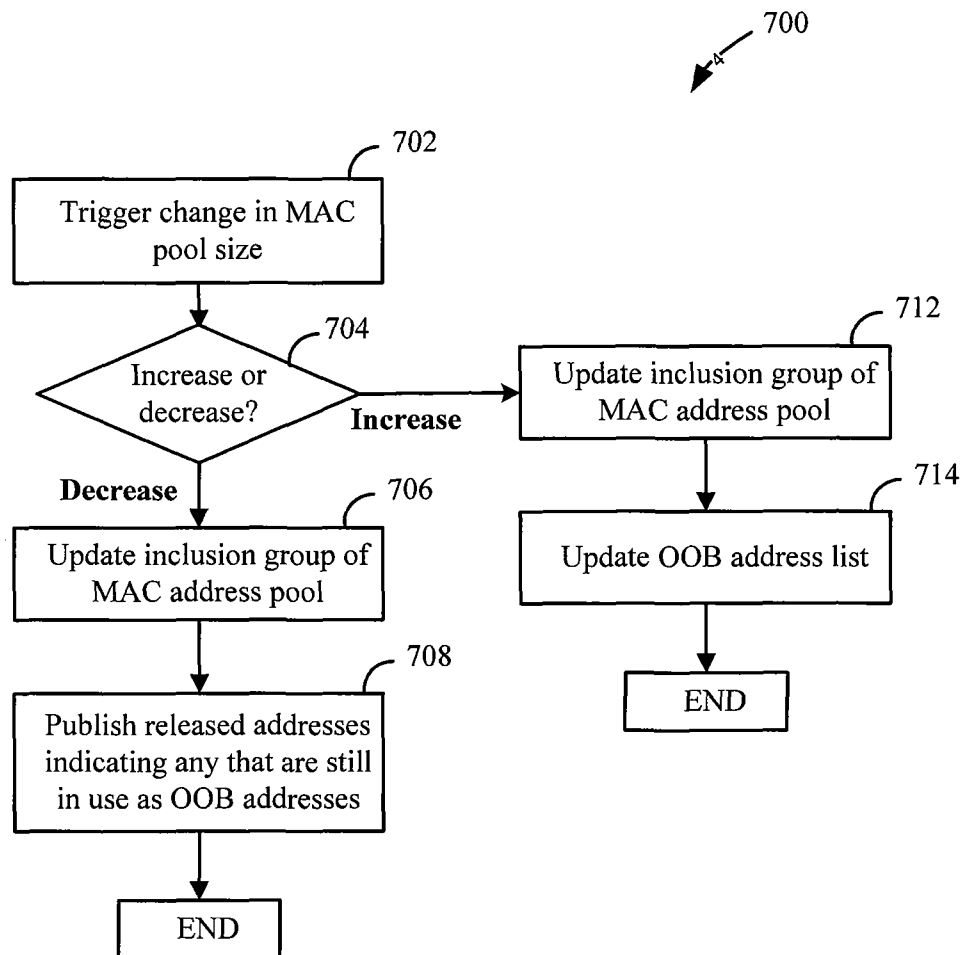 700
702
Trigger change in MAC
pool size
704
Increase or
decrease?
Increase
Decrease
712
Update inclusion group of
MAC address pool
714
Update OOB address list
END
706
Update inclusion group of
MAC address pool
708
Publish released addresses
indicating any that are still
in use as OOB addresses
END